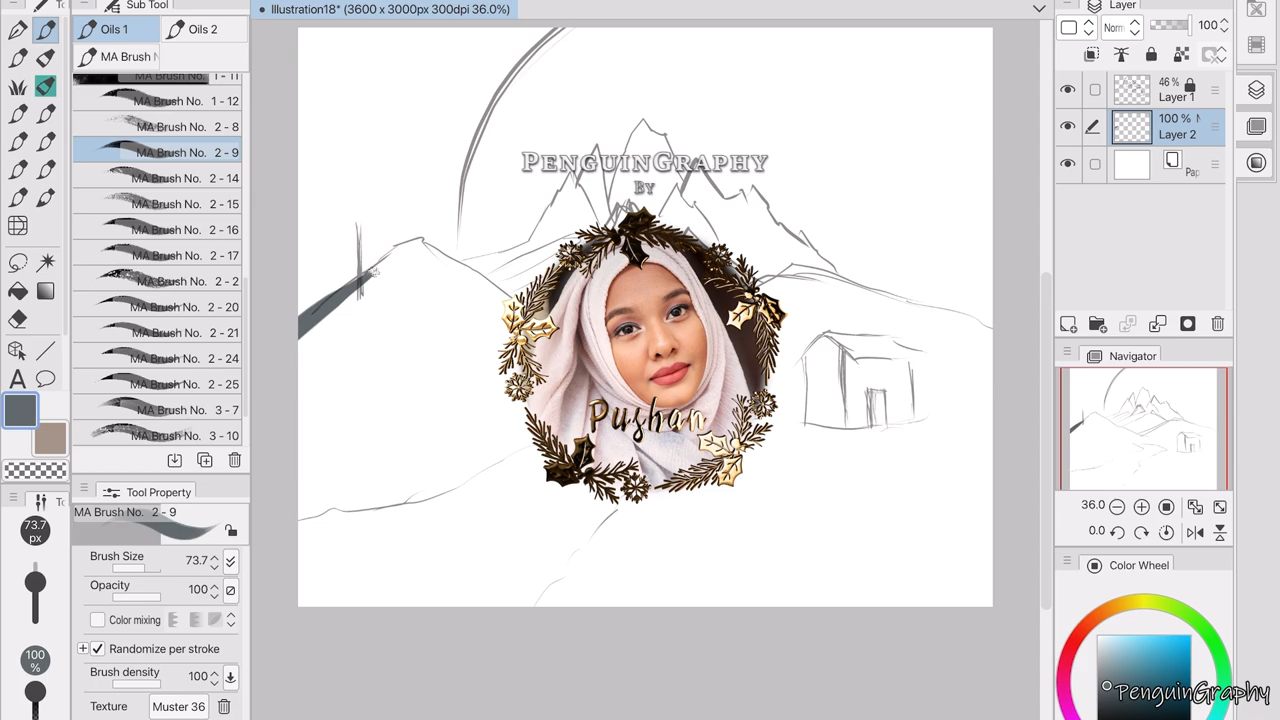 Sub Tool
Illustration18* (3600 x 3000px 300dpi 36.0%)
Layer
Oils 1
Oils 2
MA Brush N
1 - 11
MA Brush No. 1 - 12
MA Brush No. 2 - 8
MA Brush No. 2 - 9
MA Brush No. 2 - 14
MA Brush No. 2 - 15
MA Brush No. 2 - 16
MA Brush No. 2 - 17
MA Brush No. 2 - 2
MA Brush No. 2 - 20
MA Brush No. 2 - 21
MA Brush No. 2 - 24
MA Brush No. 2 - 25
MA Brush No. 3 - 7
MA Brush No. 3 - 10
Tool Property
MA Brush No. 2 - 9
Brush Size 73.7
Opacity 100
Color mixing
Randomize per stroke
Brush density 100
Texture Muster 36
73.7
px
100
%
PenguinGraphy
By
Pushan
Norm 100
46 %
Layer 1
100 % N
Layer 2
Pap
Navigator
36.0
0.0
Color Wheel
PenguinGraphy